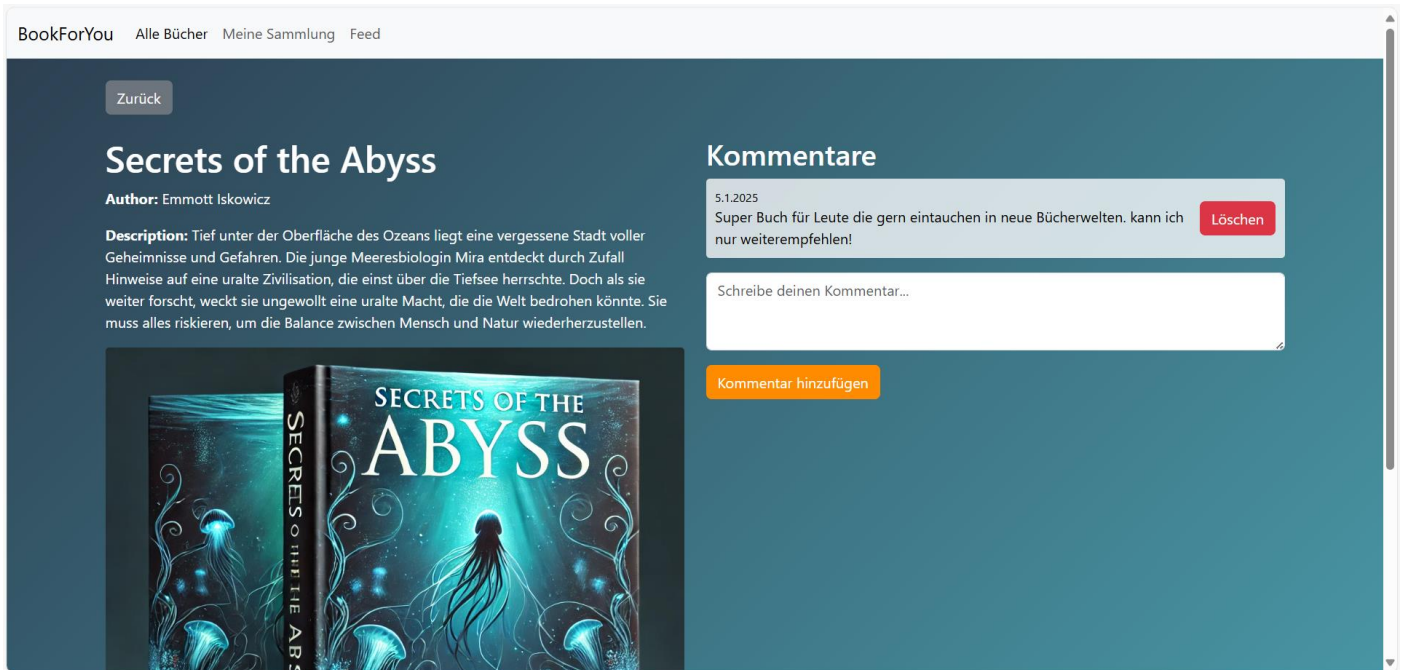 BookForYou Alle Bücher Meine Sammlung Feed
Zurück
Secrets of the Abyss
Author: Emmott Iskowicz
Description: Tief unter der Oberfläche des Ozeans liegt eine vergessene Stadt voller
Geheimnisse und Gefahren. Die junge Meeresbiologin Mira entdeckt durch Zufall
Hinweise auf eine uralte Zivilisation, die einst über die Tiefsee herrschte. Doch als sie
weiter forscht, weckt sie ungewollt eine uralte Macht, die die Welt bedrohen könnte. Sie
muss alles riskieren, um die Balance zwischen Mensch und Natur wiederherzustellen.
SECRETS OF THE
ABYSS
Kommentare
5.1.2025
Super Buch für Leute die gern eintauchen in neue Bücherwelten. kann ich
nur weiterempfehlen!
Löschen
Schreibe deinen Kommentar...
Kommentar hinzufügen